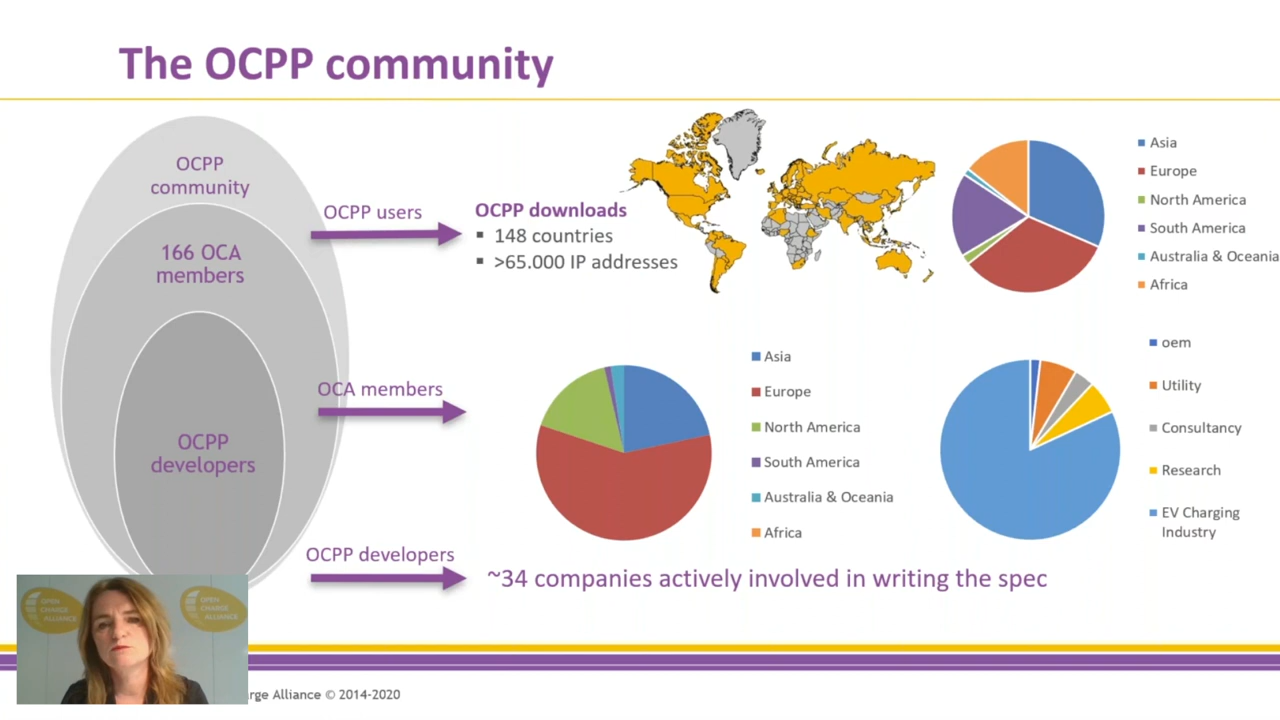 The OCPP community
OCPP
community
166 OCA
members
OCPP
developers
OCPP users
OCPP downloads
▪ 148 countries
▪ >65.000 IP addresses
Asia
Europe
North America
South America
Australia & Oceania
Africa
OCA members
Asia
Europe
North America
South America
Australia & Oceania
Africa
oem
Utility
Consultancy
Research
EV Charging
Industry
OCPP developers
~34 companies actively involved in writing the spec
OPEN
CHARGE
ALLIANCE
OPEN
CHARGE
ALLIANCE
rge Alliance © 2014-2020